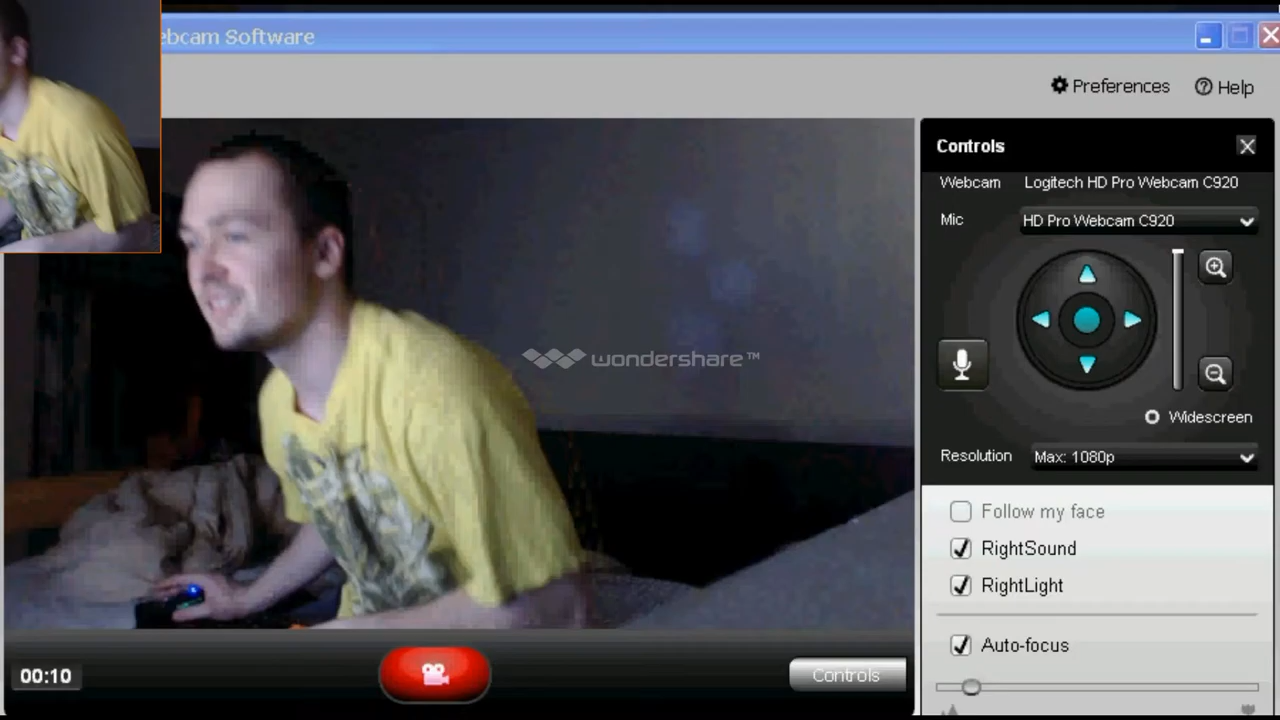 ebcam Software
Preferences
Help
Controls
Webcam Logitech HD Pro Webcam C920
Mic HD Pro Webcam C920
wondershare™
Widescreen
Resolution Max: 1080p
Follow my face
RightSound
RightLight
Auto-focus
00:10
Controls